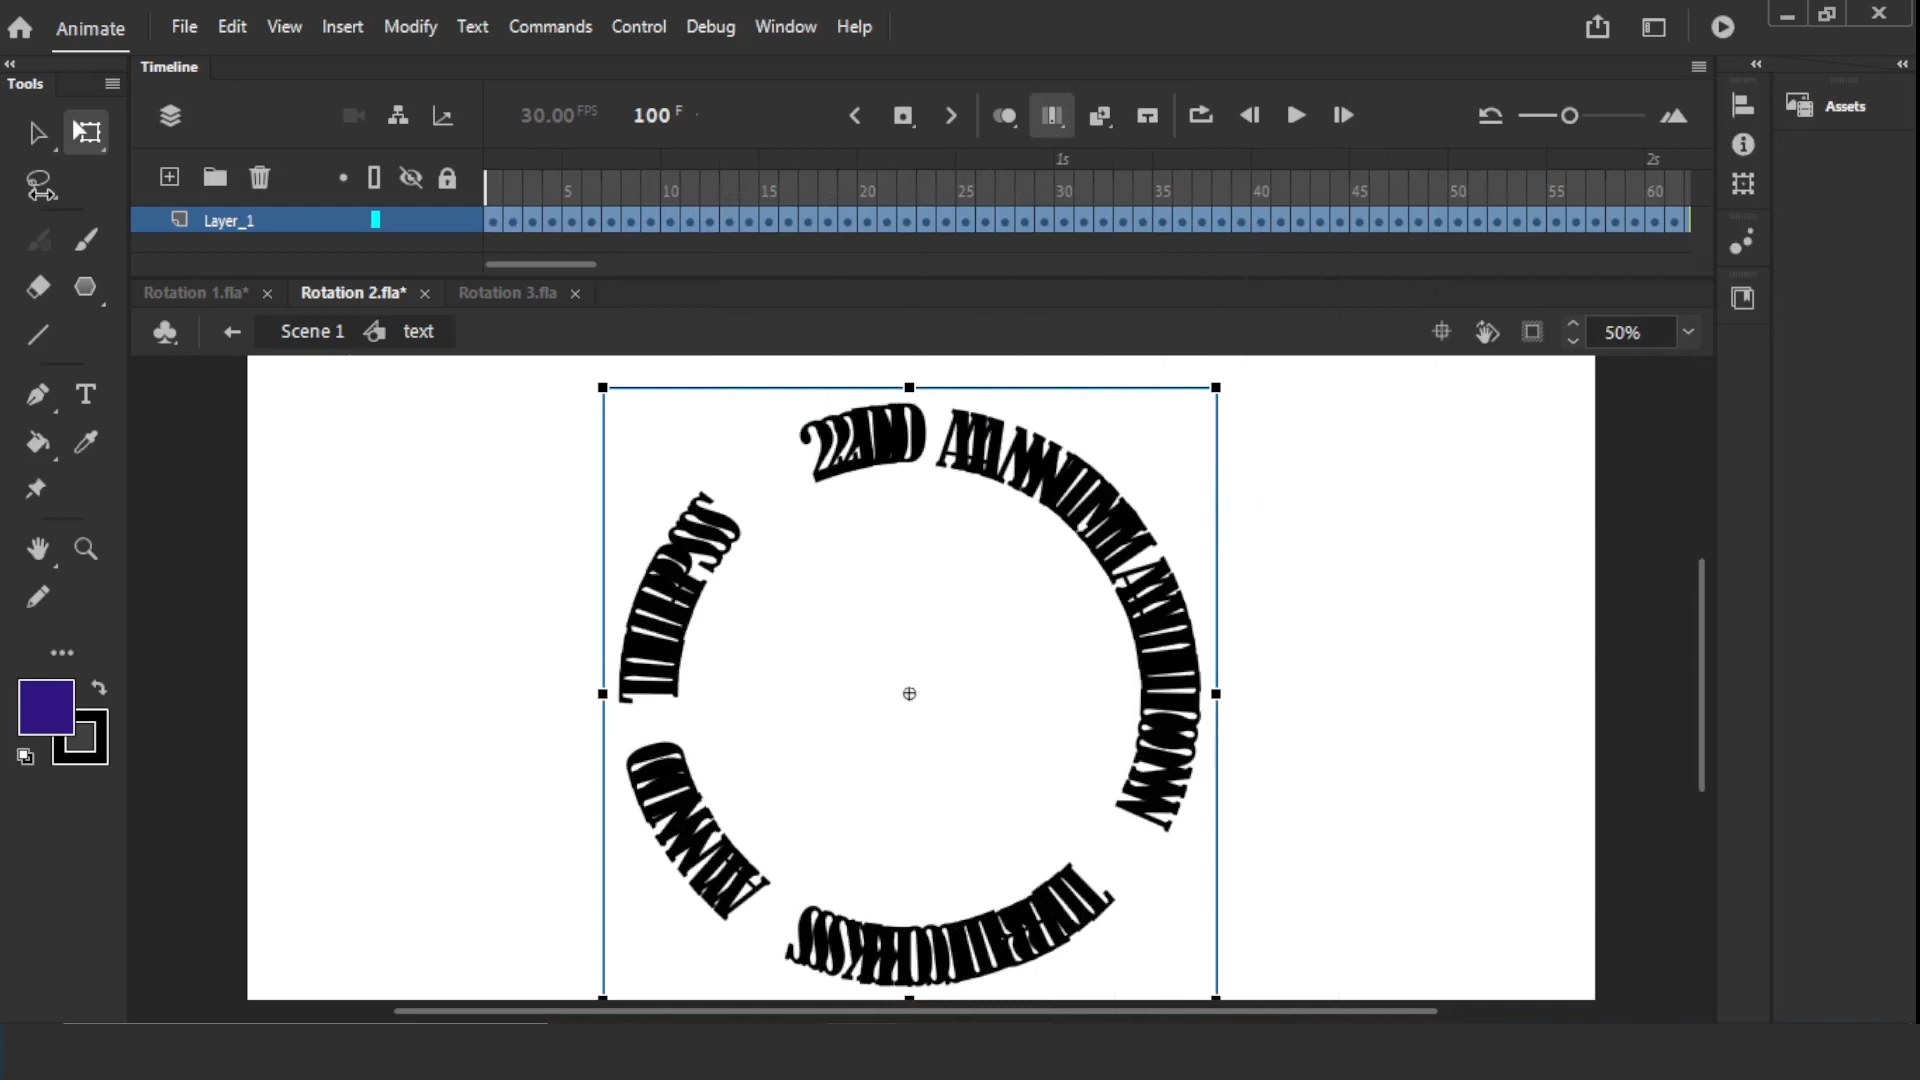 Animate File Edit View Insert Modify Text Commands Control Debug Window Help
Tools
Timeline
30.00 FPS 100 F
Assets
1s 2s
5 10 15 20 25 30 35 40 45 50 55 60
Layer_1
Rotation 1.fla* Rotation 2.fla* Rotation 3.fla
Scene 1 text 50%
T